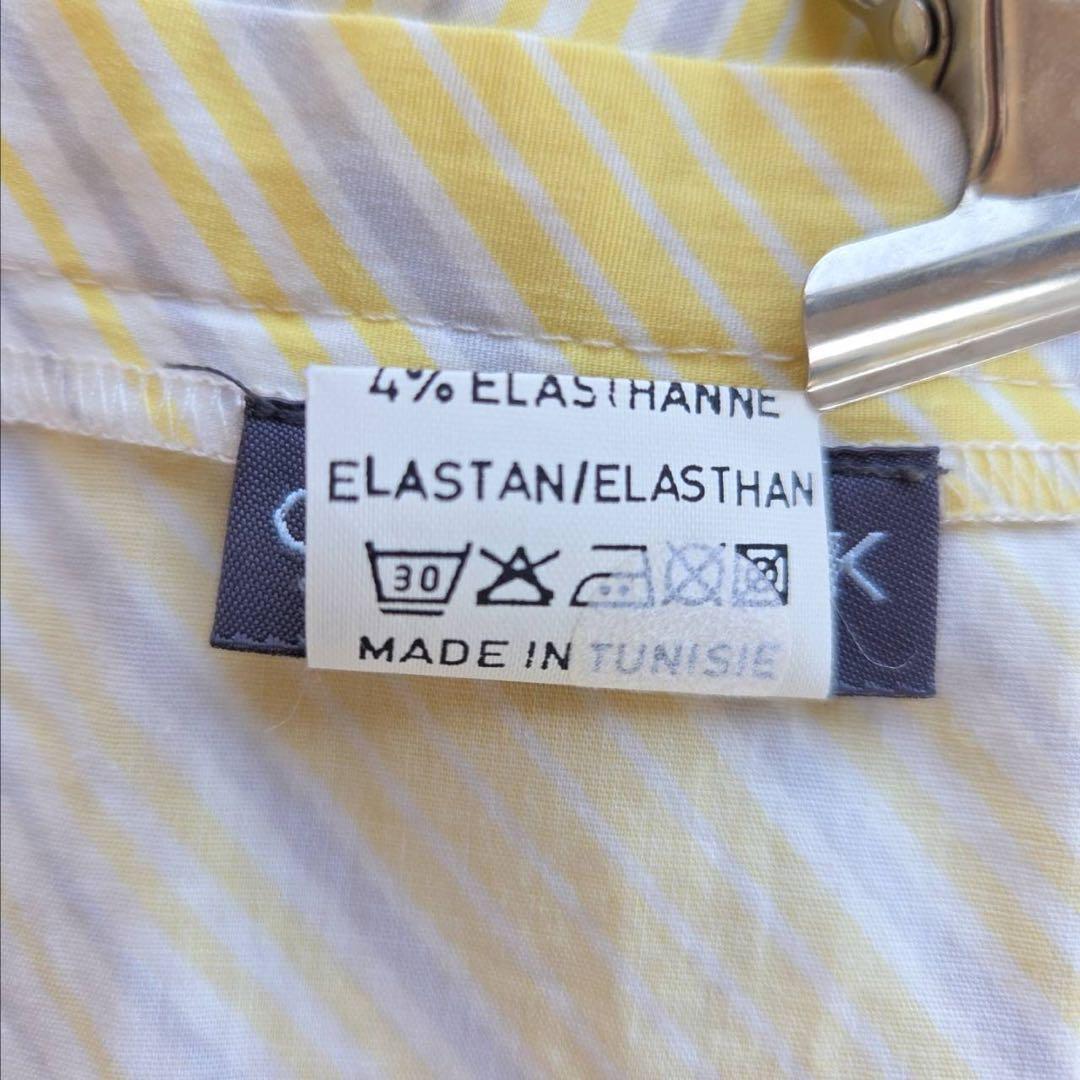 4% ELASTHANNE
ELASTAN/ELASTHAN
30
MADE IN TUNISIE